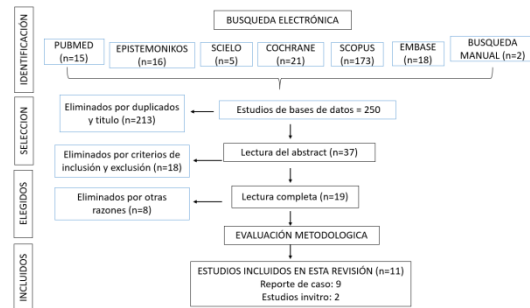 BUSQUEDA ELECTRÓNICA
IDENTIFICACIÓN
PUBMED
(n=15)
EPISTEMONIKOS
(n=16)
SCIELO
(n=5)
COCHRANE
(n=21)
SCOPUS
(n=173)
EMBASE
(n=18)
BUSQUEDA
MANUAL (n=2)
SELECCION
Eliminados por duplicados
y titulo (n=213)
Estudios de bases de datos = 250
Lectura del abstract (n=37)
Eliminados por criterios de
inclusión y exclusión (n=18)
ELEGIDOS
Eliminados por otras
razones (n=8)
Lectura completa (n=19)
EVALUACIÓN METODOLOGICA
INCLUIDOS
ESTUDIOS INCLUIDOS EN ESTA REVISIÓN (n=11)
Reporte de caso: 9
Estudios invitro: 2